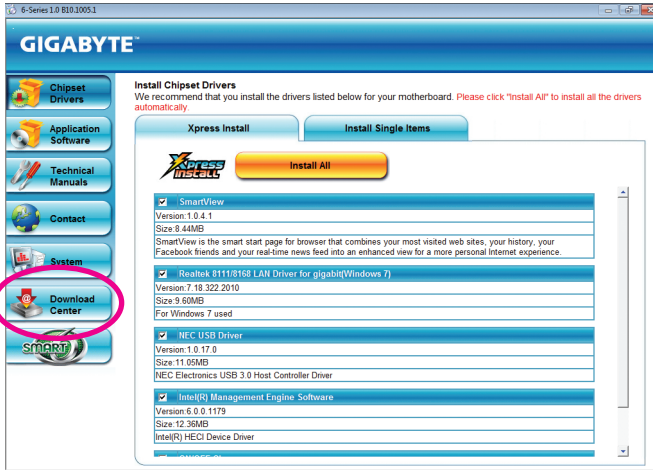 6-Series 1.0 B10.1005.1
GIGABYTE™
Chipset
Drivers
Application
Software
Technical
Manuals
Contact
System
Download
Center
SMART
Install Chipset Drivers
We recommend that you install the drivers listed below for your motherboard. Please click "Install All" to install all the drivers
automatically.
Xpress Install
Install Single Items
Xpress
INSTALL
Install All
SmartView
Version:1.0.4.1
Size:8.44MB
SmartView is the smart start page for browser that combines your most visited web sites, your history, your
Facebook friends and your real-time news feed into an enhanced view for a more personal Internet experience.
Realtek 8111/8168 LAN Driver for gigabit(Windows 7)
Version:7.18.322.2010
Size:9.60MB
For Windows 7 used
NEC USB Driver
Version:1.0.17.0
Size:11.05MB
NEC Electronics USB 3.0 Host Controller Driver
Intel(R) Management Engine Software
Version:6.0.0.1179
Size:12.36MB
Intel(R) HECI Device Driver